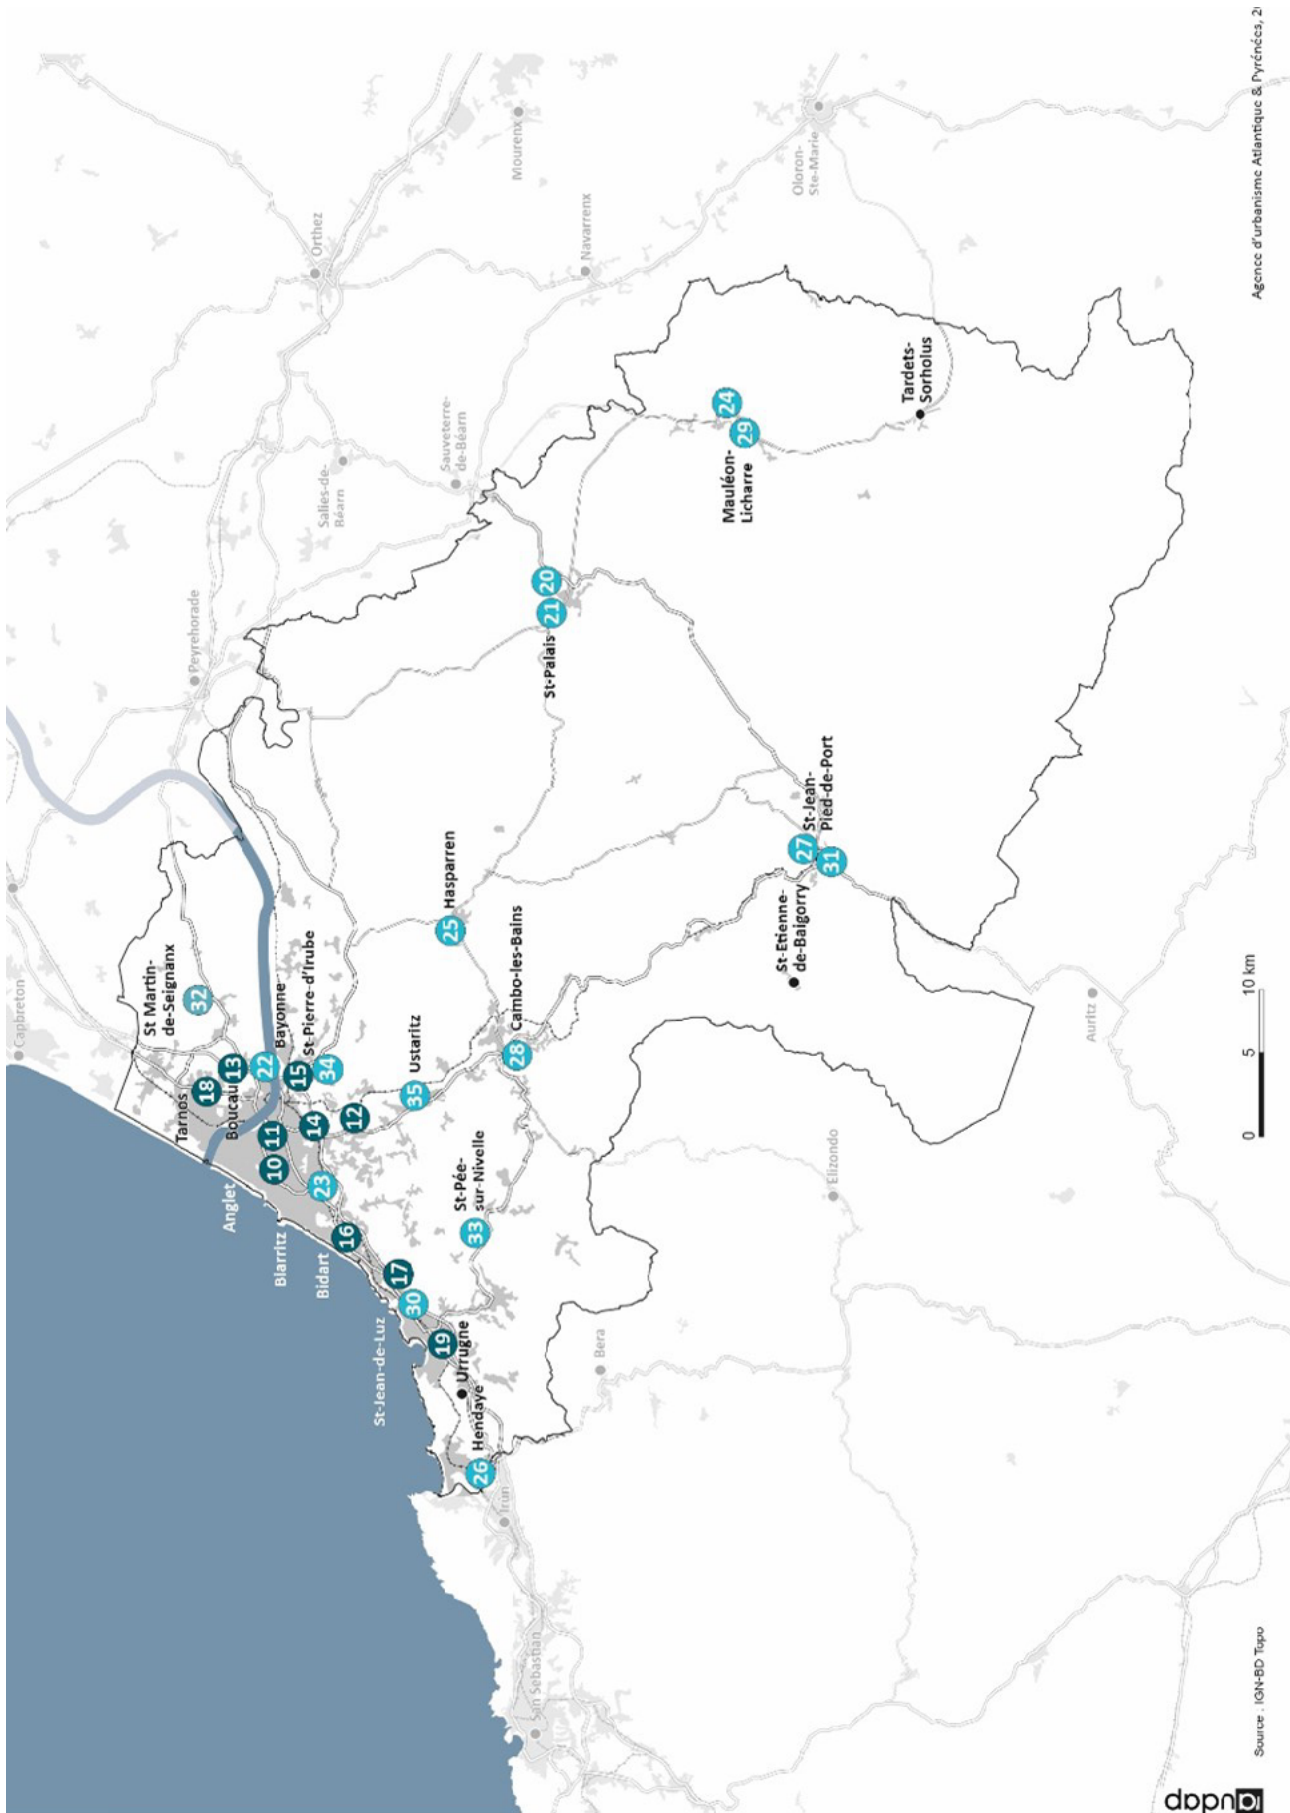 Capbreton
St Martin-
de-Seignanx
32
Tarnos
18
Boucau
13
22
Bayonne
Anglet
10
11
15
St-Pierre-d'Irube
34
Biarritz
14
12
23
Bidart
16
Ustaritz
35
St-Jean-de-Luz
17
30
19
Urrugne
Hendaye
26
Irun
San Sebastian
St-Pée-
sur-Nivelle
33
Cambo-les-Bains
28
Hasparren
25
Peyrehorade
Orthez
Salies-de-
Béarn
Sauveterre-
de-Béarn
Mourenx
Navarrenx
Oloron-
Ste-Marie
St-Palais
21
20
Mauléon-
Licharre
29
24
Tardets-
Sorholus
St-Jean-
Pied-de-Port
27
31
St-Etienne-
de-Baigorry
Bera
Elizondo
Auritz
0
5
10 km
Source : IGN-BD Topo
Agence d'urbanisme Atlantique & Pyrénées, 2
audap